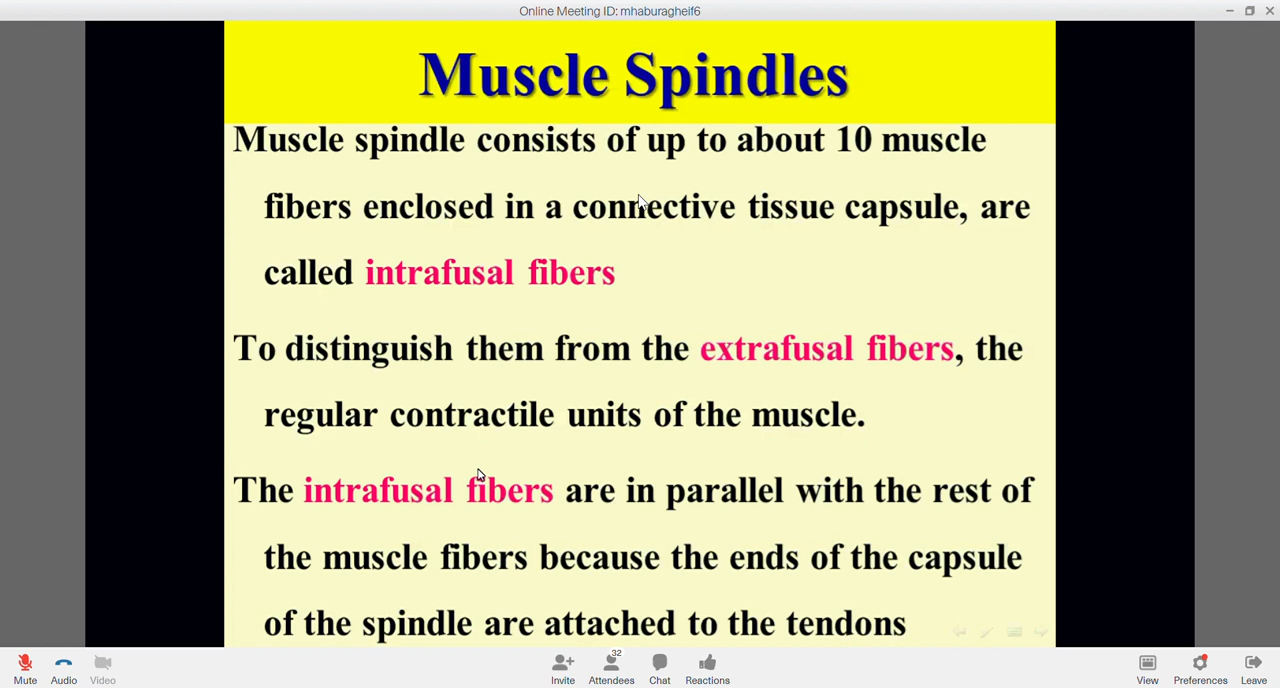 Online Meeting ID: mhaburagheif6
Muscle Spindles
Muscle spindle consists of up to about 10 muscle
fibers enclosed in a connective tissue capsule, are
called intrafusal fibers
To distinguish them from the extrafusal fibers, the
regular contractile units of the muscle.
The intrafusal fibers are in parallel with the rest of
the muscle fibers because the ends of the capsule
of the spindle are attached to the tendons
32
Mute Audio Video Invite Attendees Chat Reactions View Preferences Leave